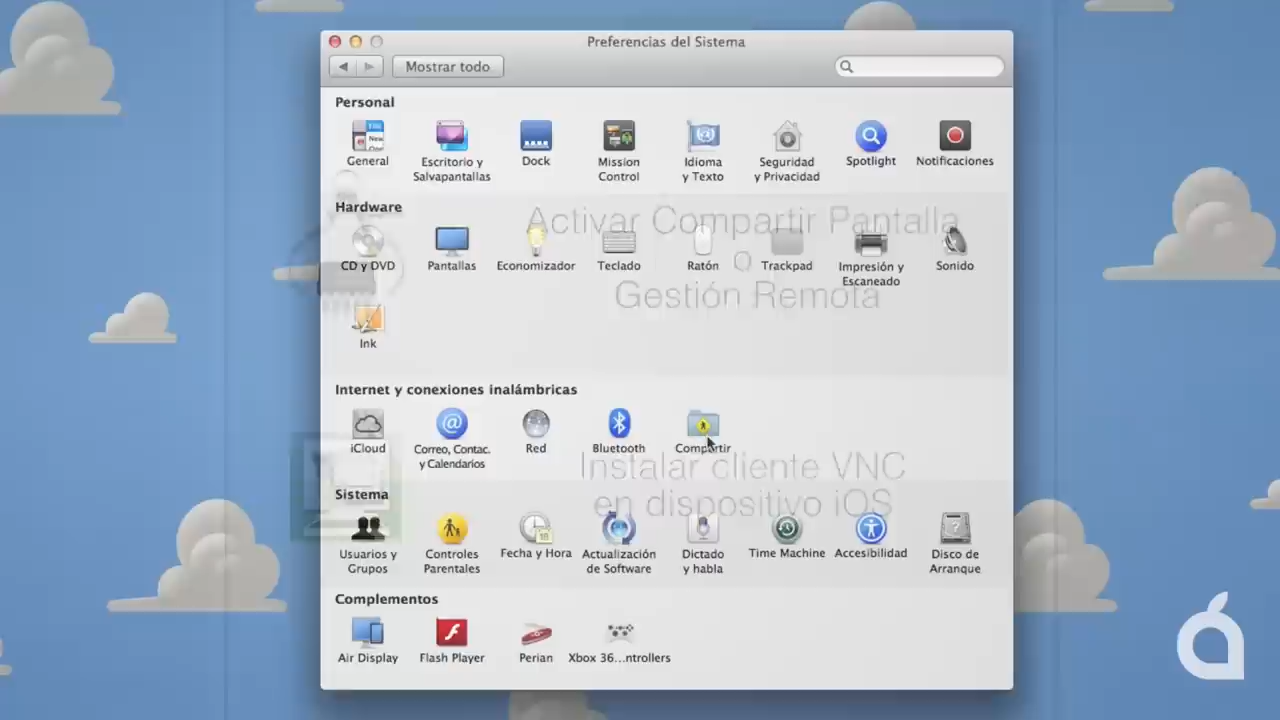 Preferencias del Sistema
Mostrar todo
Personal
General
Escritorio y
Salvapantallas
Dock
Mission
Control
Idioma
y Texto
Seguridad
y Privacidad
Spotlight
Notificaciones
Hardware
Activar Compartir Pantalla
o
Gestión Remota
CD y DVD
Pantallas
Economizador
Teclado
Ratón
Trackpad
Impresión y
Escaneado
Sonido
Ink
Internet y conexiones inalámbricas
iCloud
Correo, Contac.
y Calendarios
Red
Bluetooth
Compartir
Instalar cliente VNC
en dispositivo iOS
Sistema
Usuarios y
Grupos
Controles
Parentales
Fecha y Hora
Actualización
de Software
Dictado
y habla
Time Machine
Accesibilidad
Disco de
Arranque
Complementos
Air Display
Flash Player
Perian
Xbox 36...ntrollers